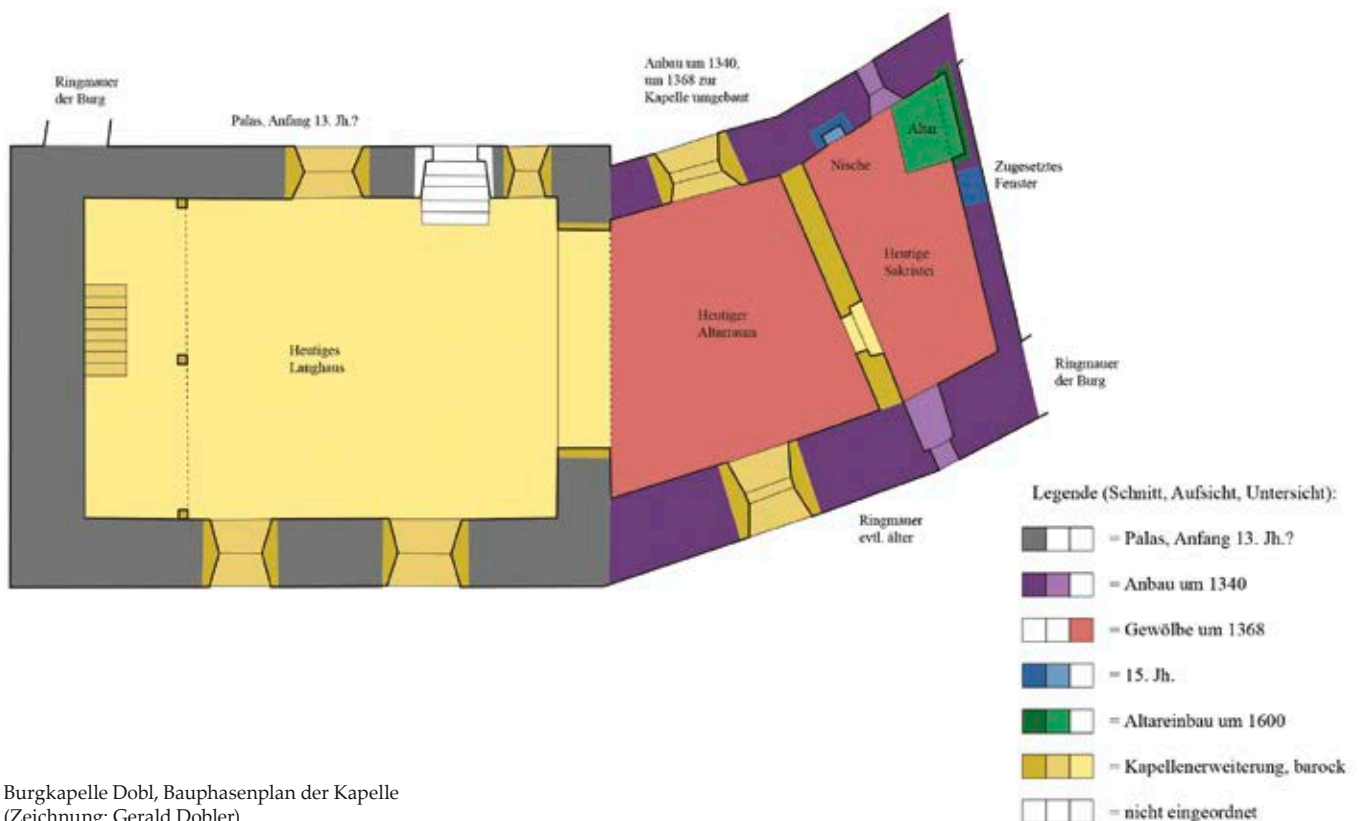 Ringmauer
der Burg
Palas, Anfang 13. Jh.?
Anbau um 1340,
um 1368 zur
Kapelle umgebaut
Altar
Nische
Zugesetztes
Fenster
Heutige
Sakristei
Heutiger
Altarraum
Heutiges
Langhaus
Ringmauer
der Burg
Ringmauer
evtl. älter
Legende (Schnitt, Aufsicht, Untersicht):
= Palas, Anfang 13. Jh.?
= Anbau um 1340
= Gewölbe um 1368
= 15. Jh.
= Altareinbau um 1600
= Kapellenerweiterung, barock
= nicht eingeordnet
Burgkapelle Dobl, Bauphasenplan der Kapelle
(Zeichnung: Gerald Dobler)